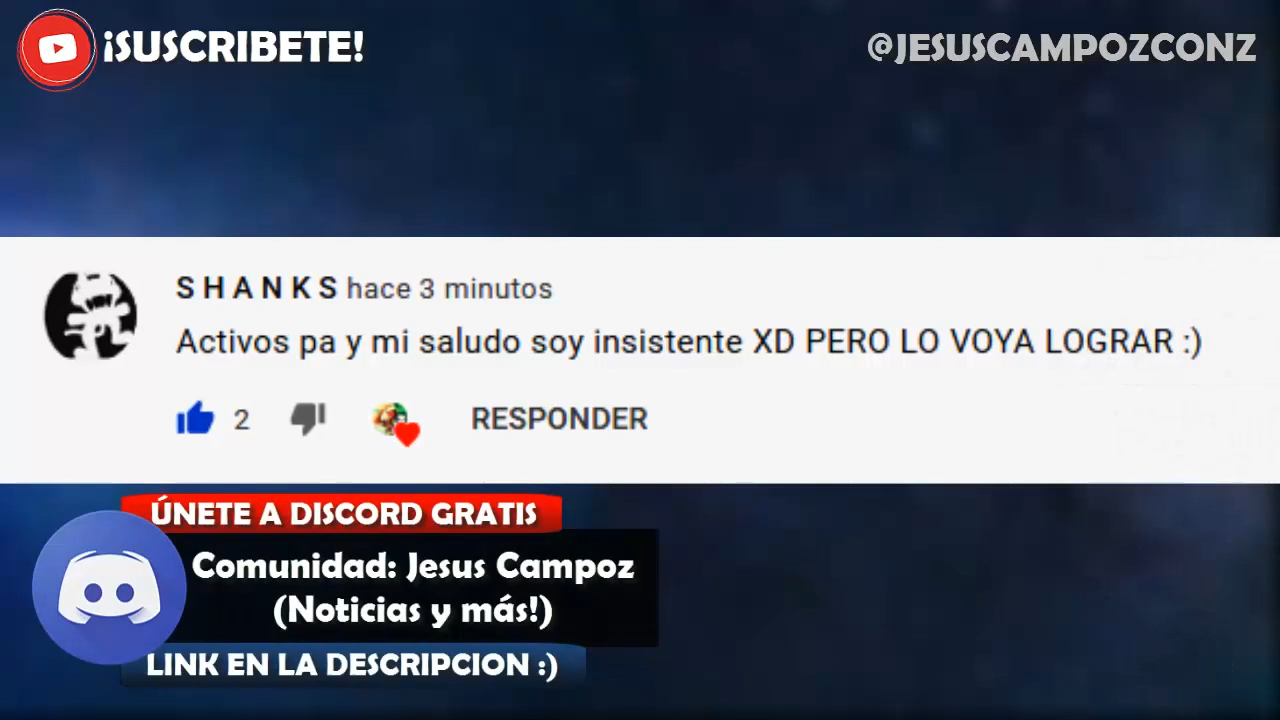 ¡SUSCRIBETE!
@JESUSCAMPOZCONZ
S H A N K S hace 3 minutos
Activos pa y mi saludo soy insistente XD PERO LO VOYA LOGRAR :)
2
RESPONDER
ÚNETE A DISCORD GRATIS
Comunidad: Jesus Campoz
(Noticias y más!)
LINK EN LA DESCRIPCION :)